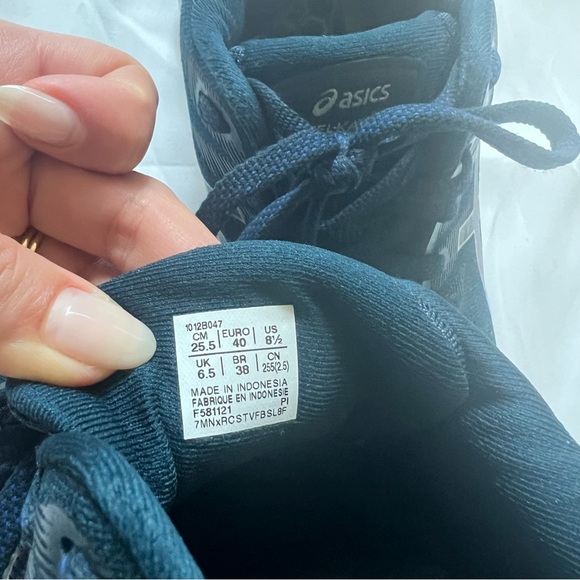 asics
1012B047
CM EURO US
25.5 40 8½
UK BR CN
6.5 38 255(2.5)
MADE IN INDONESIA
FABRIQUE EN INDONESIE
F581121 PI
7MNxRCSTVFBSL8F